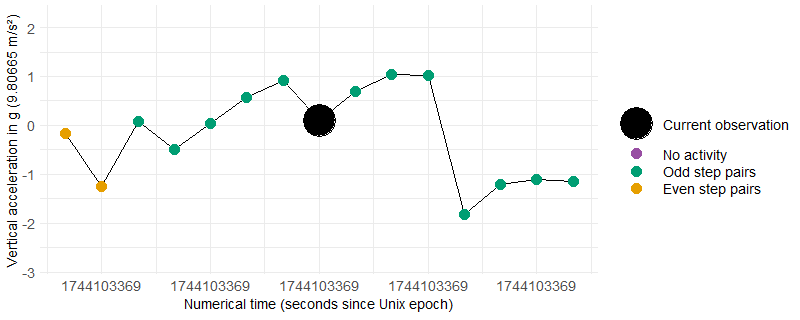 Vertical acceleration in g (9.80665 m/s²)
2
1
0
-1
-2
-3
1744103369 1744103369 1744103369 1744103369 1744103369
Numerical time (seconds since Unix epoch)
Current observation
No activity
Odd step pairs
Even step pairs